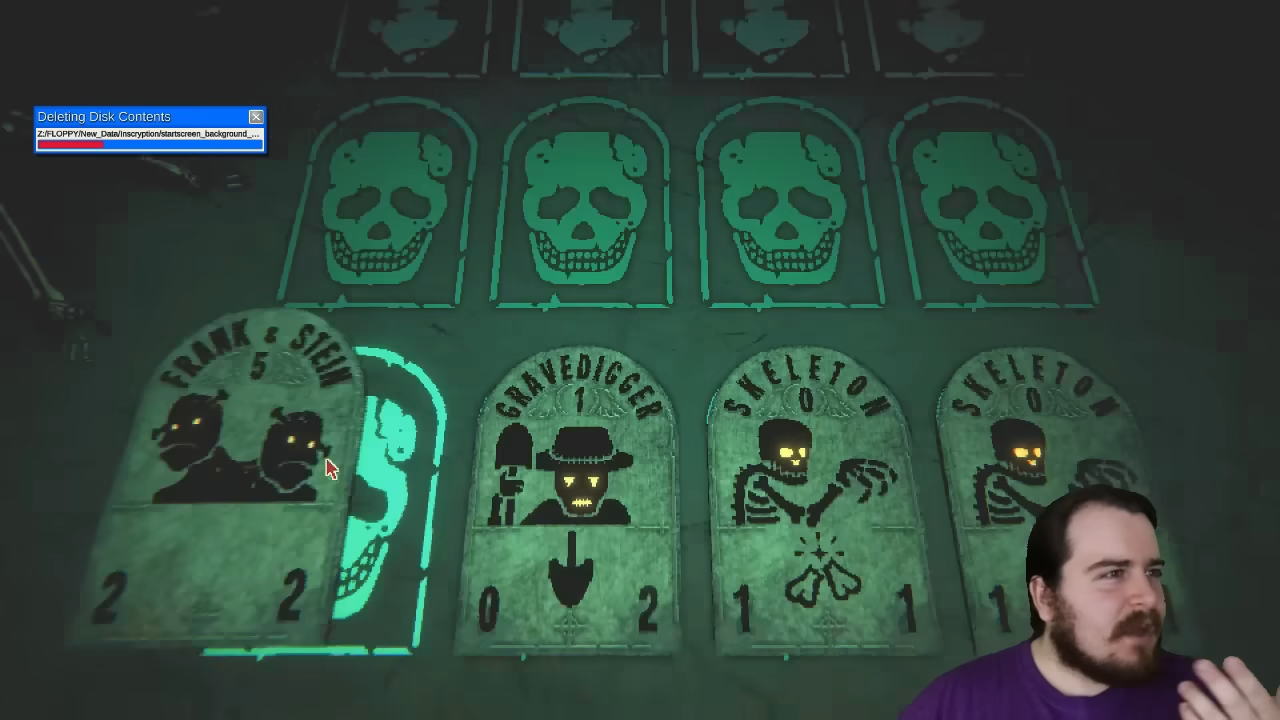 Deleting Disk Contents
Z:/FLOPPY/New_Data/Inscryption/startscreen_background_...
FRANK & STEIN
5
2 2
GRAVEDIGGER
1
0 2
SKELETON
0
1 1
SKELETON
0
1